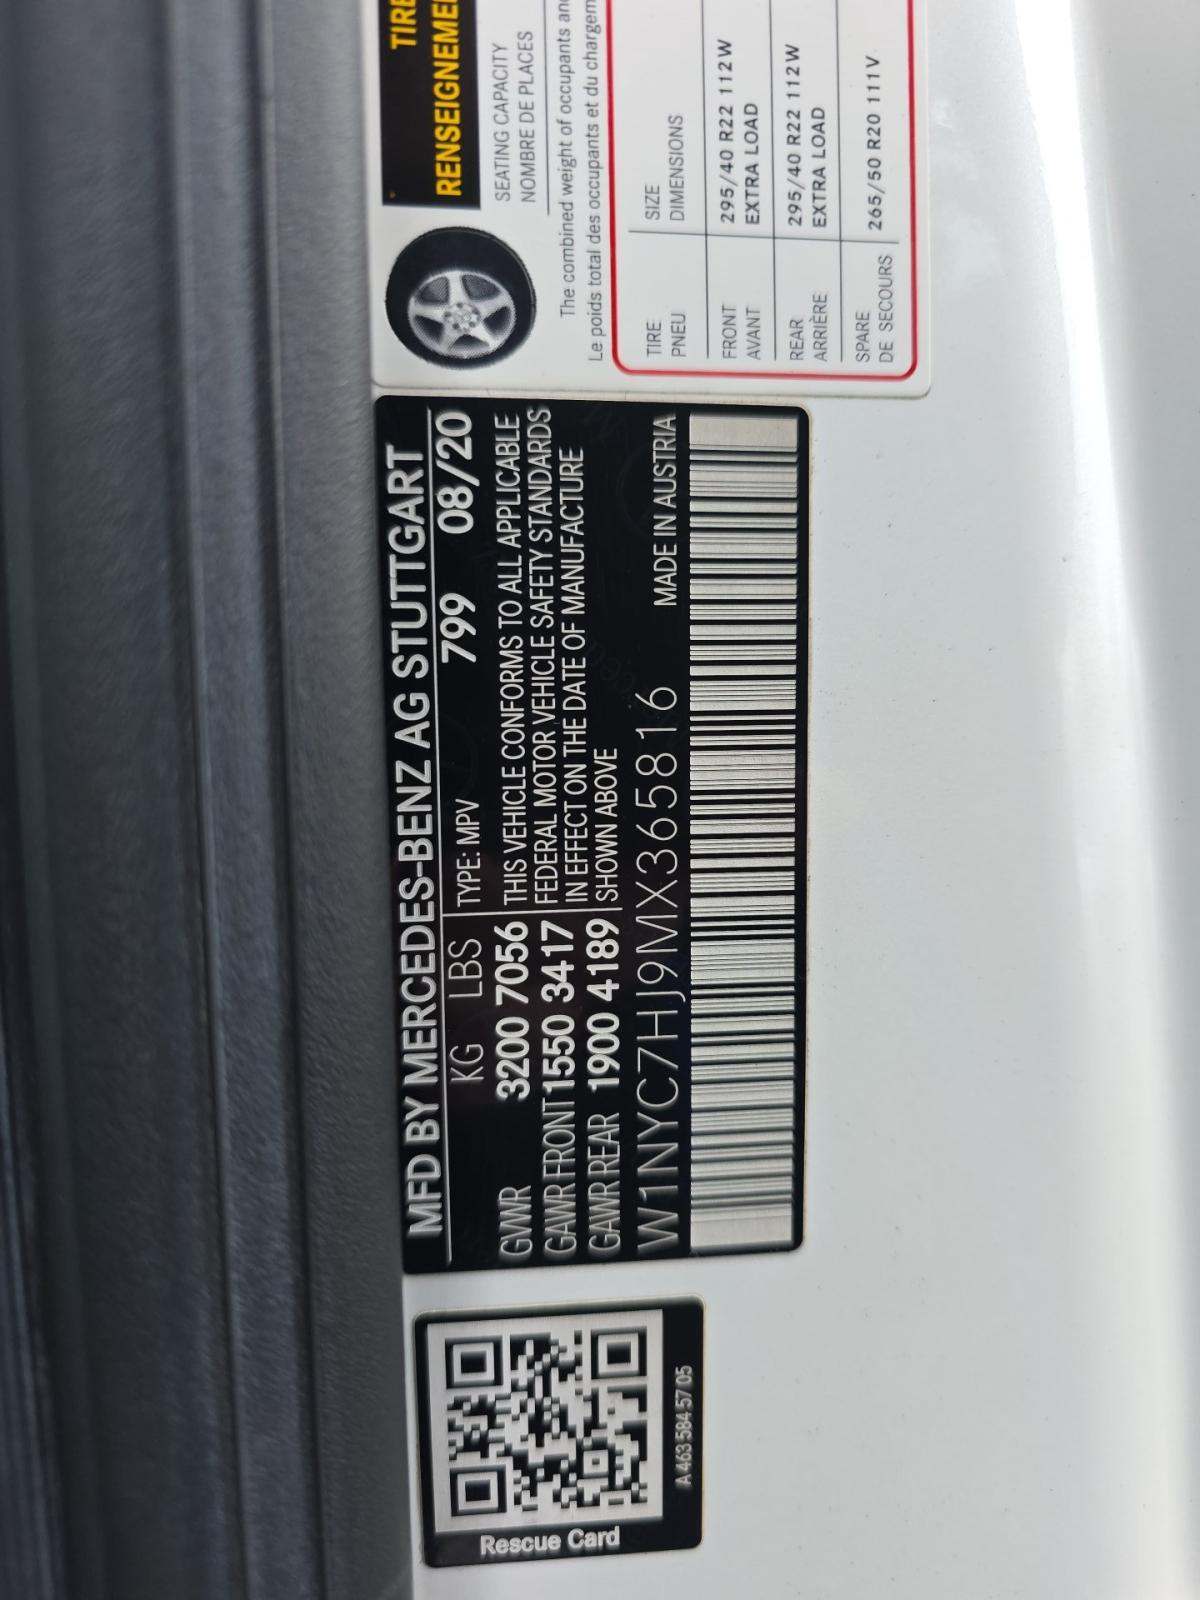 Rescue Card
A 463 584 57 05
MFD BY MERCEDES-BENZ AG STUTTGART
KG LBS TYPE: MPV 799 08/20
GWWR 3200 7056 THIS VEHICLE CONFORMS TO ALL APPLICABLE
GAWR FRONT 1550 3417 FEDERAL MOTOR VEHICLE SAFETY STANDARDS
GAWR REAR 1900 4189 IN EFFECT ON THE DATE OF MANUFACTURE
SHOWN ABOVE
W1NYC7HJ9MX365816 MADE IN AUSTRIA
TIRE
RENSEIGNEME
SEATING CAPACITY
NOMBRE DE PLACES
The combined weight of occupants and
Le poids total des occupants et du chargem
TIRE SIZE
PNEU DIMENSIONS
FRONT 295/40 R22 112W
AVANT EXTRA LOAD
REAR 295/40 R22 112W
ARRIÈRE EXTRA LOAD
SPARE 265/50 R20 111V
DE SECOURS